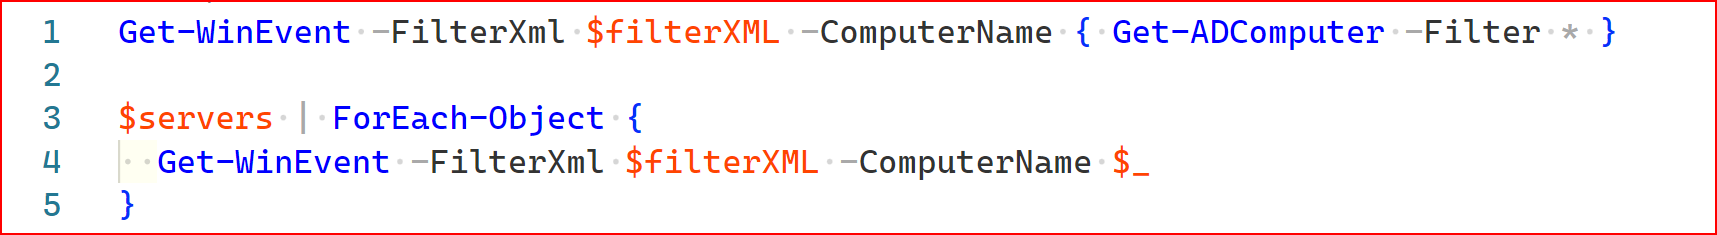 1 Get-WinEvent -FilterXml $filterXML -ComputerName { Get-ADComputer -Filter * }
2
3 $servers | ForEach-Object {
4   Get-WinEvent -FilterXml $filterXML -ComputerName $_
5 }